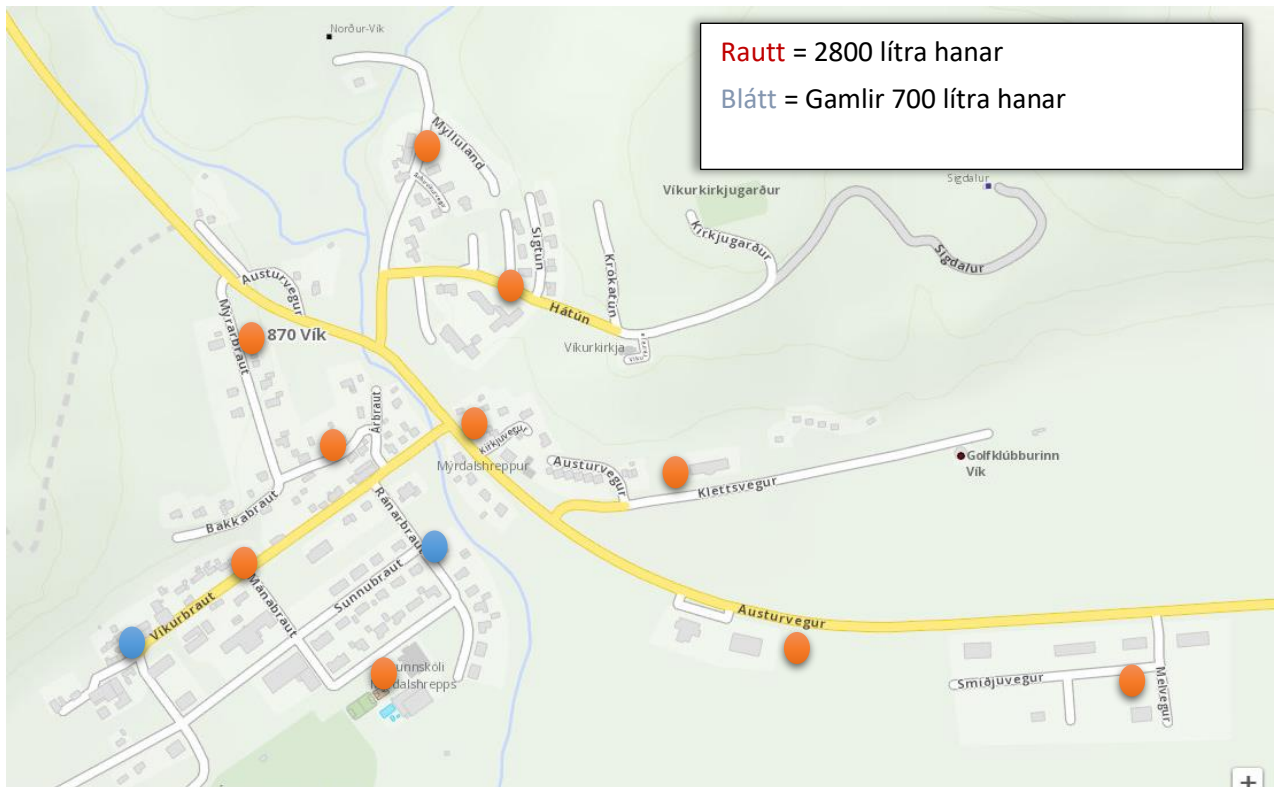 Norður-Vík
Rautt = 2800 lítra hanar
Blátt = Gamlir 700 lítra hanar
Mylluland
Sigdalur
Víkurkirkjugarður
Sigtún
Krókatún
Kirkjugarður
Sigdalur
Austurvegur
Mýrarbraut
870 Vík
Hátún
Víkurkirkja
Árbraut
Kirkjuvegur
Mýrdalshreppur
Austurvegur
Golfklúbburinn
Vík
Klettsvegur
Bakkabraut
Ránarbraut
Sunnubraut
Mánabraut
Víkurbraut
Austurvegur
unnskóli
dalshrepps
Smiðjuvegur
Melvegur
+